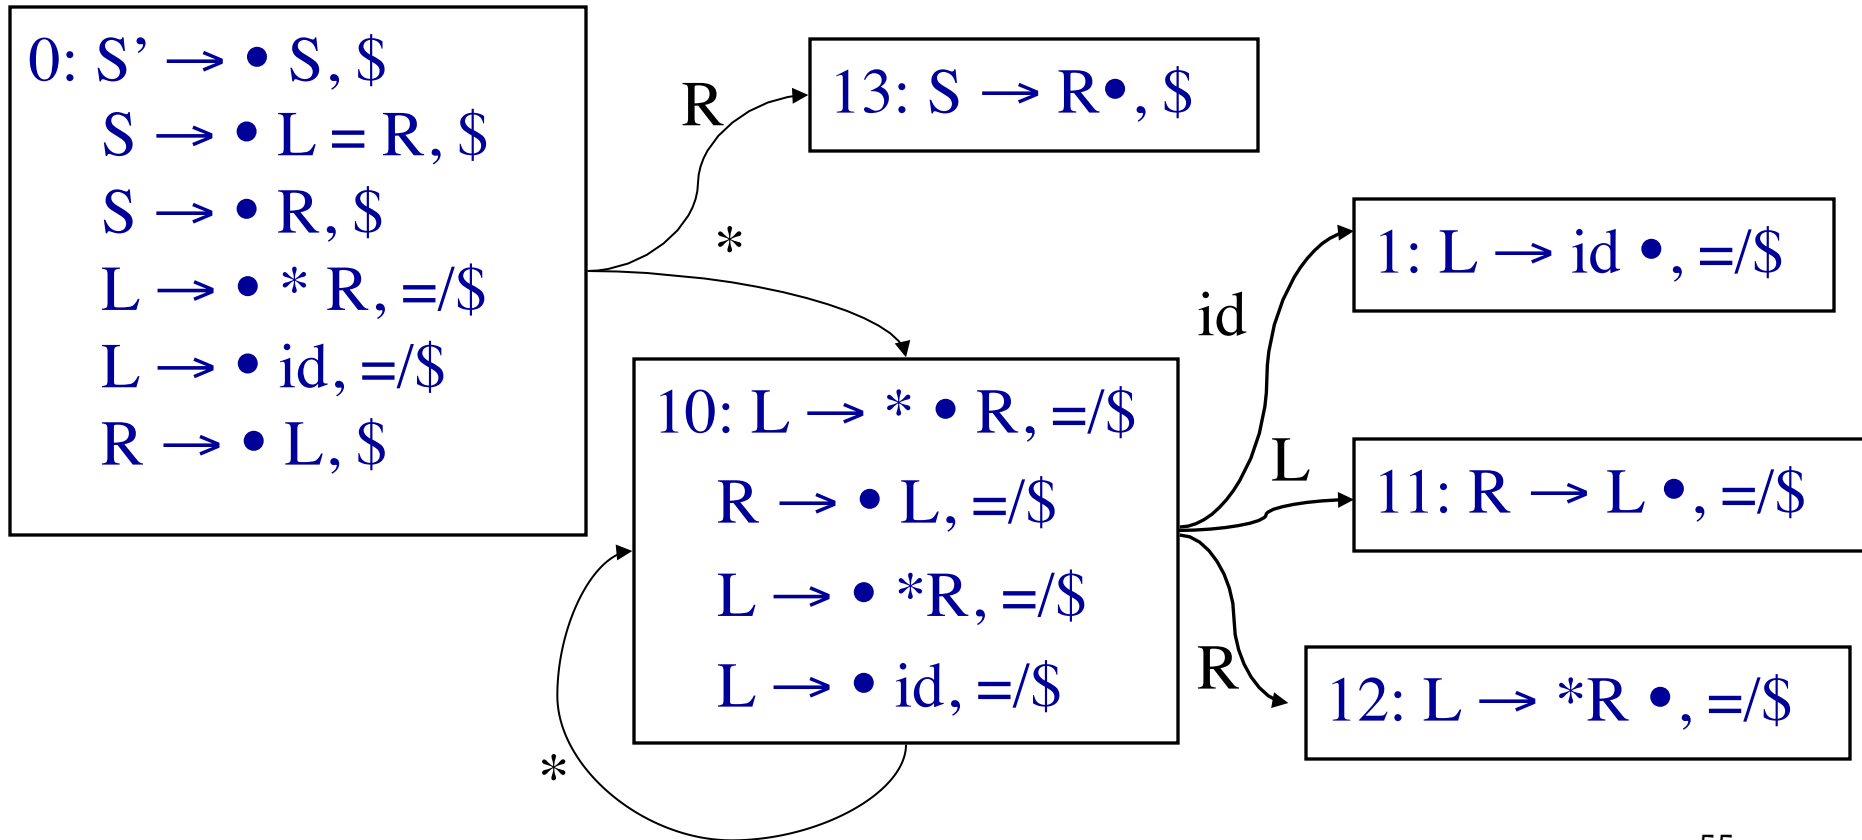 0: S’ → • S, $
S → • L = R, $
S → • R, $
L → • * R, =/$
L → • id, =/$
R → • L, $
R
13: S → R•, $
*
10: L → * • R, =/$
R → • L, =/$
L → • *R, =/$
L → • id, =/$
*
id
1: L → id •, =/$
L
11: R → L •, =/$
R
12: L → *R •, =/$